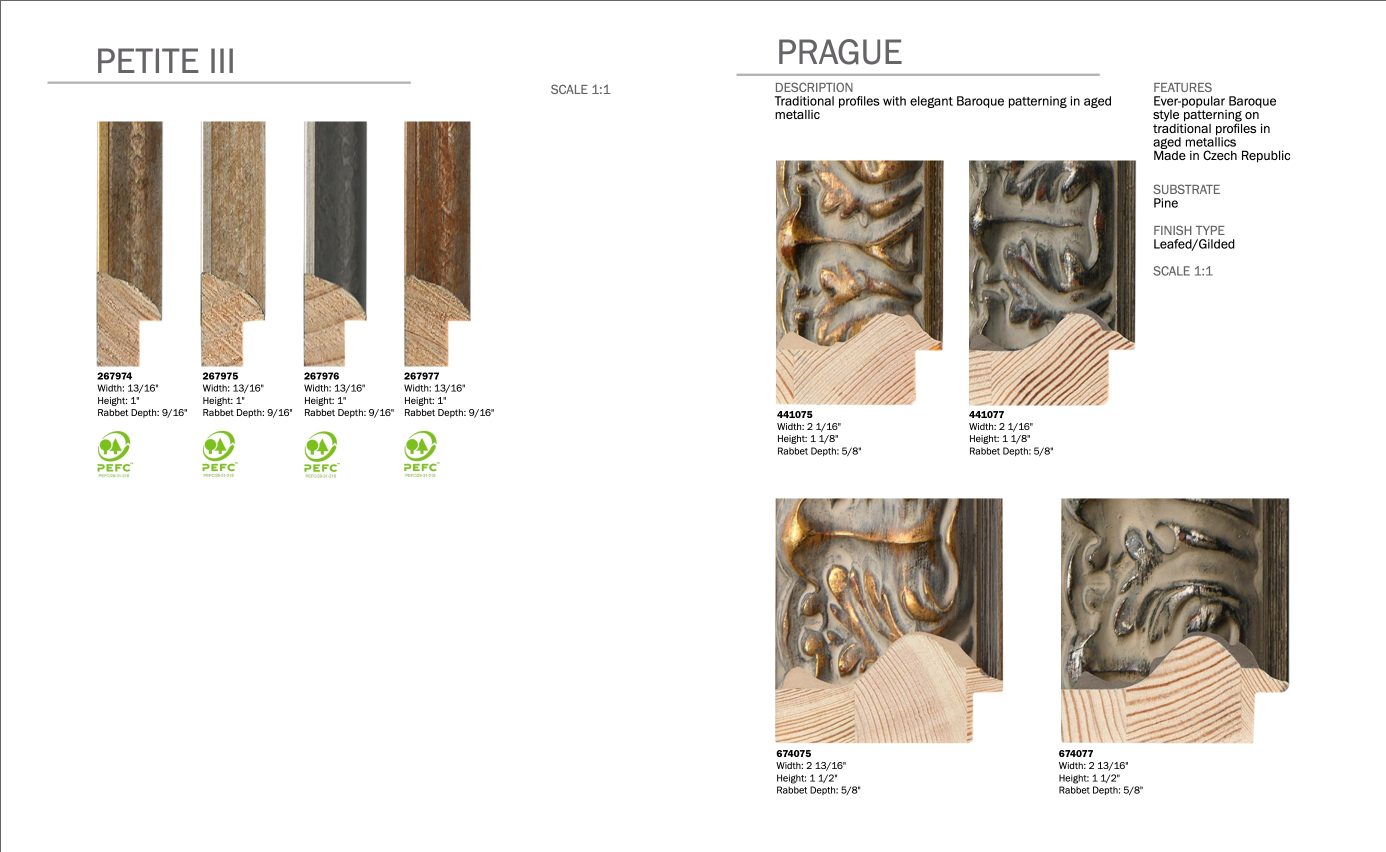 PETITE III
SCALE 1:1
267974
Width: 13/16"
Height: 1"
Rabbet Depth: 9/16"
PEFC™
267975
Width: 13/16"
Height: 1"
Rabbet Depth: 9/16"
PEFC™
267976
Width: 13/16"
Height: 1"
Rabbet Depth: 9/16"
PEFC™
267977
Width: 13/16"
Height: 1"
Rabbet Depth: 9/16"
PEFC™
PRAGUE
DESCRIPTION
Traditional profiles with elegant Baroque patterning in aged
metallic
FEATURES
Ever-popular Baroque
style patterning on
traditional profiles in
aged metallics
Made in Czech Republic
SUBSTRATE
Pine
FINISH TYPE
Leafed/Gilded
SCALE 1:1
441075
Width: 2 1/16"
Height: 1 1/8"
Rabbet Depth: 5/8"
441077
Width: 2 1/16"
Height: 1 1/8"
Rabbet Depth: 5/8"
674075
Width: 2 13/16"
Height: 1 1/2"
Rabbet Depth: 5/8"
674077
Width: 2 13/16"
Height: 1 1/2"
Rabbet Depth: 5/8"